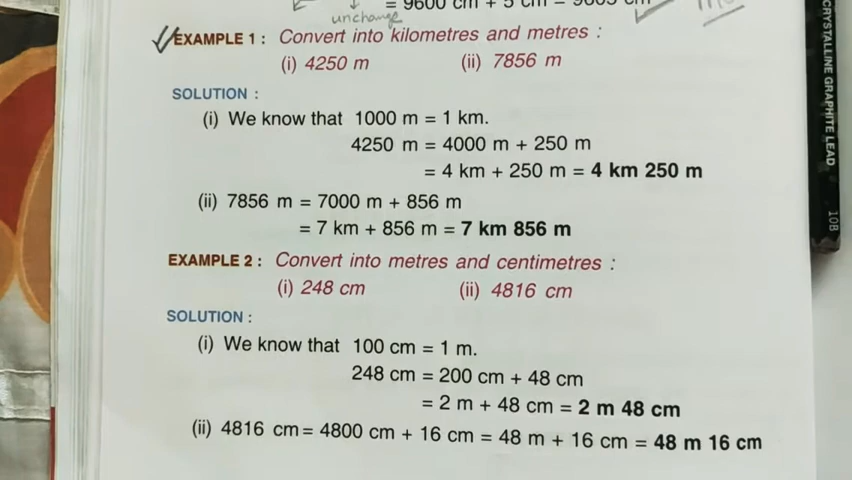 = 9600 cm + 5 cm = 9605 cm
unchange
EXAMPLE 1 : Convert into kilometres and metres :
(i) 4250 m (ii) 7856 m
SOLUTION :
(i) We know that 1000 m = 1 km.
4250 m = 4000 m + 250 m
= 4 km + 250 m = 4 km 250 m
(ii) 7856 m = 7000 m + 856 m
= 7 km + 856 m = 7 km 856 m
EXAMPLE 2 : Convert into metres and centimetres :
(i) 248 cm (ii) 4816 cm
SOLUTION :
(i) We know that 100 cm = 1 m.
248 cm = 200 cm + 48 cm
= 2 m + 48 cm = 2 m 48 cm
(ii) 4816 cm = 4800 cm + 16 cm = 48 m + 16 cm = 48 m 16 cm
CRYSTALLINE GRAPHITE LEAD
10B